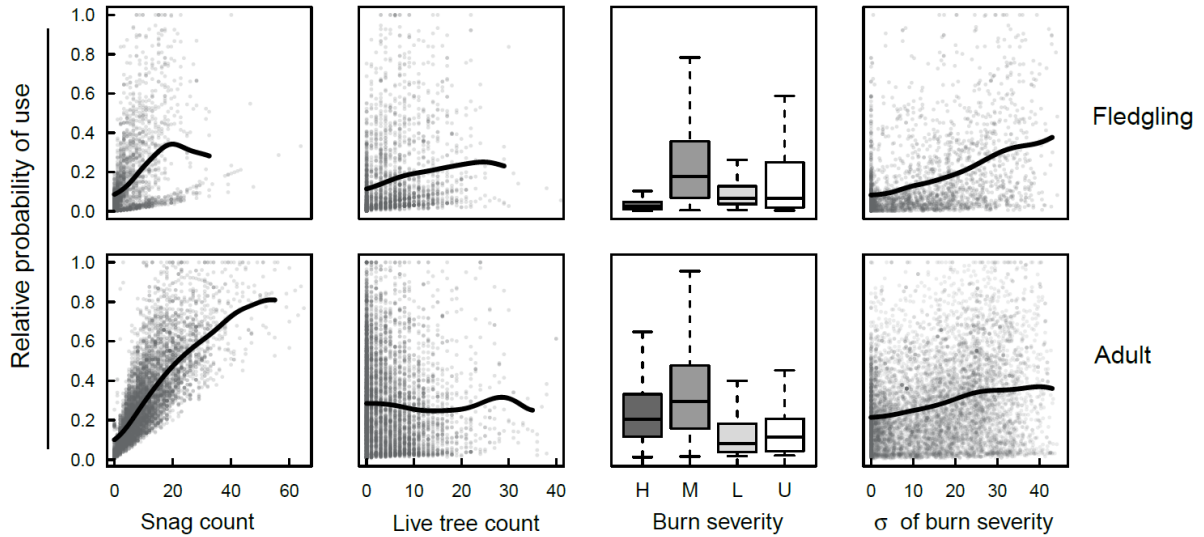 Relative probability of use
1.0
0.8
0.6
0.4
0.2
0.0
Fledgling
1.0
0.8
0.6
0.4
0.2
0.0
Adult
0 20 40 60
0 10 20 30 40
H M L U
0 10 20 30 40
Snag count
Live tree count
Burn severity
σ of burn severity